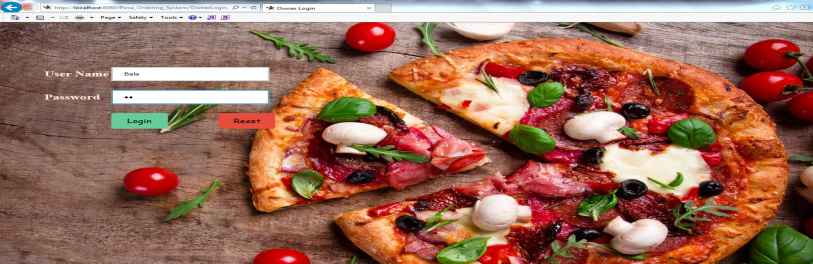 http://localhost:8080/Pizza_Ordering_System/OwnerLogin.
Owner Login
Page Safety Tools
User Name Bala
Password ••
Login Reset